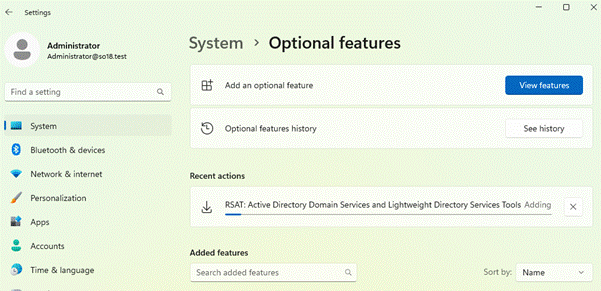 Settings
Administrator
Administrator@so18.test
Find a setting
System
Bluetooth & devices
Network & internet
Personalization
Apps
Accounts
Time & language
System > Optional features
Add an optional feature
View features
Optional features history
See history
Recent actions
RSAT: Active Directory Domain Services and Lightweight Directory Services Tools Adding
Added features
Search added features
Sort by: Name